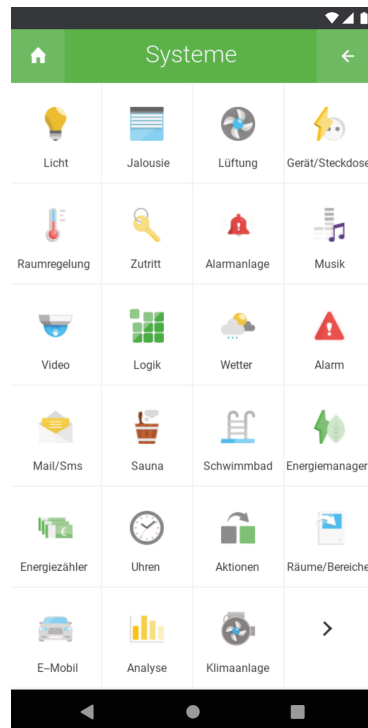 Systeme
Licht
Jalousie
Lüftung
Gerät/Steckdose
Raumregelung
Zutritt
Alarmanlage
Musik
Video
Logik
Wetter
Alarm
Mail/Sms
Sauna
Schwimmbad
Energiemanager
Energiezähler
Uhren
Aktionen
Räume/Bereiche
E-Mobil
Analyse
Klimaanlage